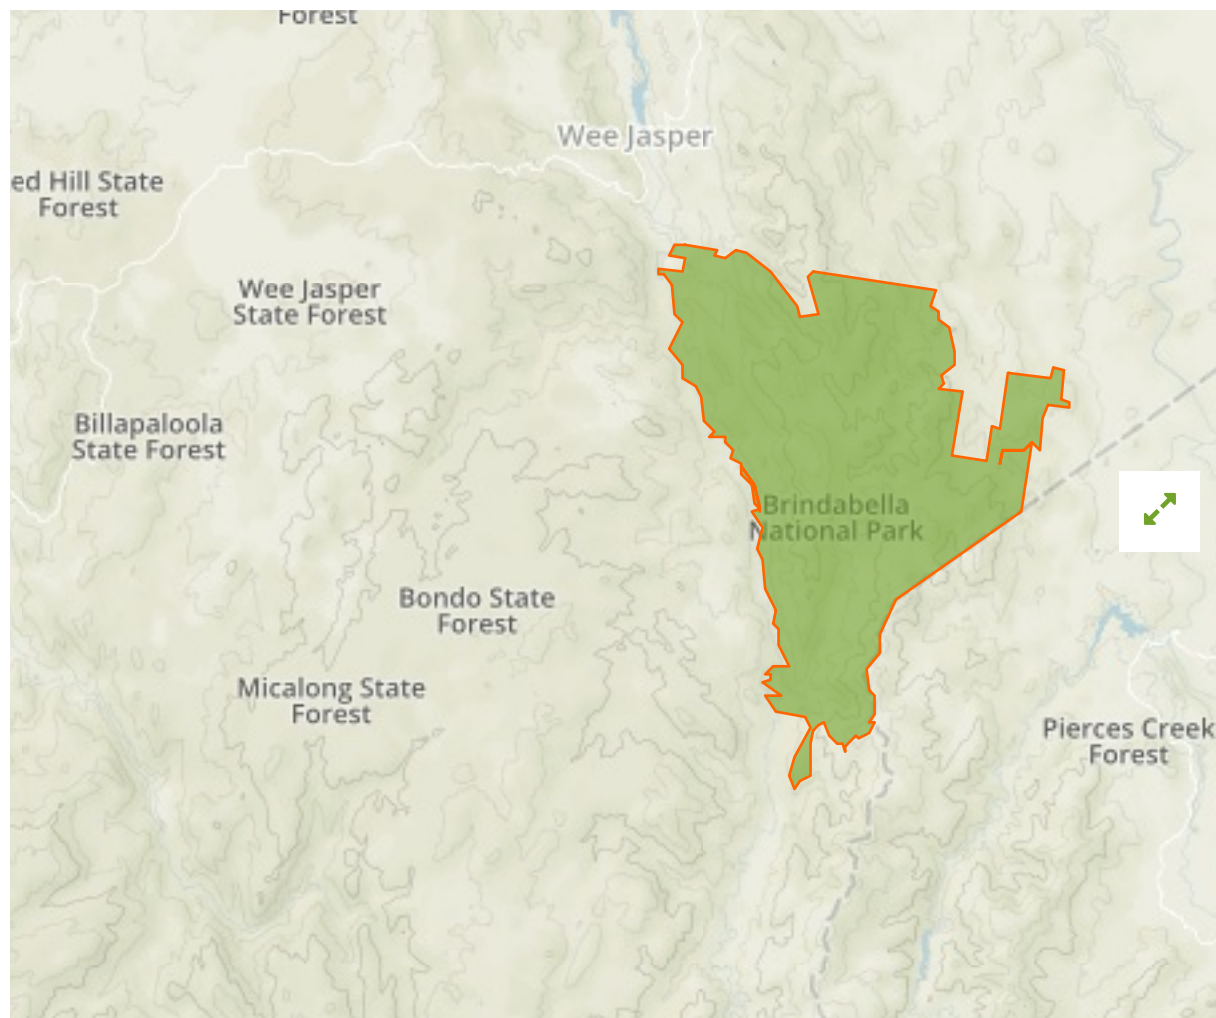 Forest
Wee Jasper
ed Hill State
Forest
Wee Jasper
State Forest
Billapaloola
State Forest
Brindabella
National Park
Bondo State
Forest
Micalong State
Forest
Pierces Creek
Forest